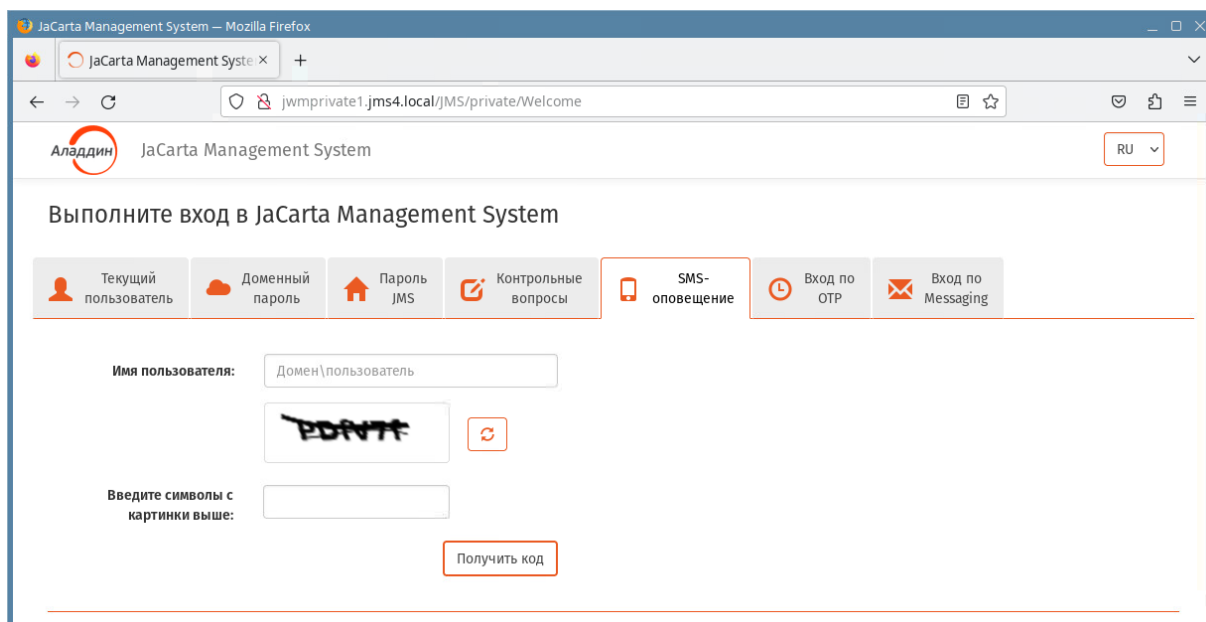 JaCarta Management System — Mozilla Firefox
JaCarta Management Syste
jwmprivate1.jms4.local/JMS/private/Welcome
Аладдин
JaCarta Management System
RU
Выполните вход в JaCarta Management System
Текущий
пользователь
Доменный
пароль
Пароль
JMS
Контрольные
вопросы
SMS-
оповещение
Вход по
OTP
Вход по
Messaging
Имя пользователя:
Домен\пользователь
Введите символы с
картинки выше:
Получить код